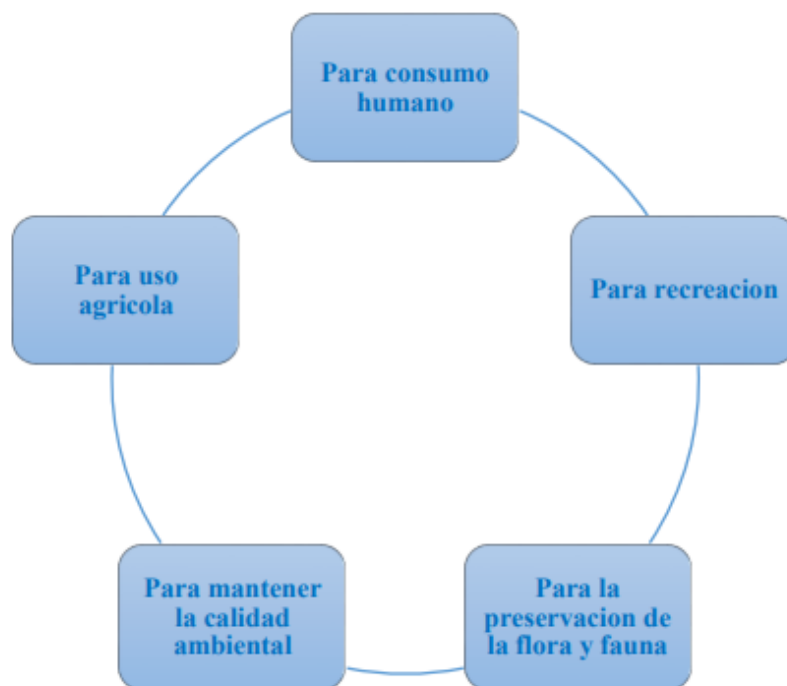 Para consumo
humano
Para recreacion
Para la
preservacion de
la flora y fauna
Para mantener
la calidad
ambiental
Para uso
agricola